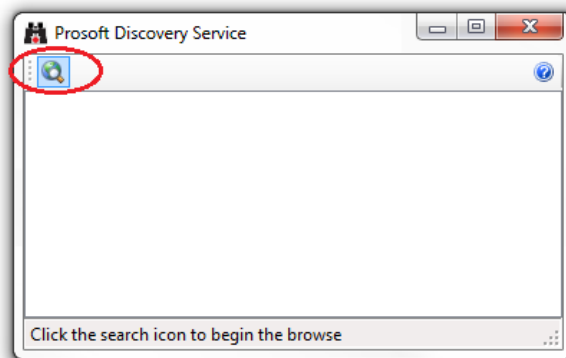 Prosoft Discovery Service
Click the search icon to begin the browse